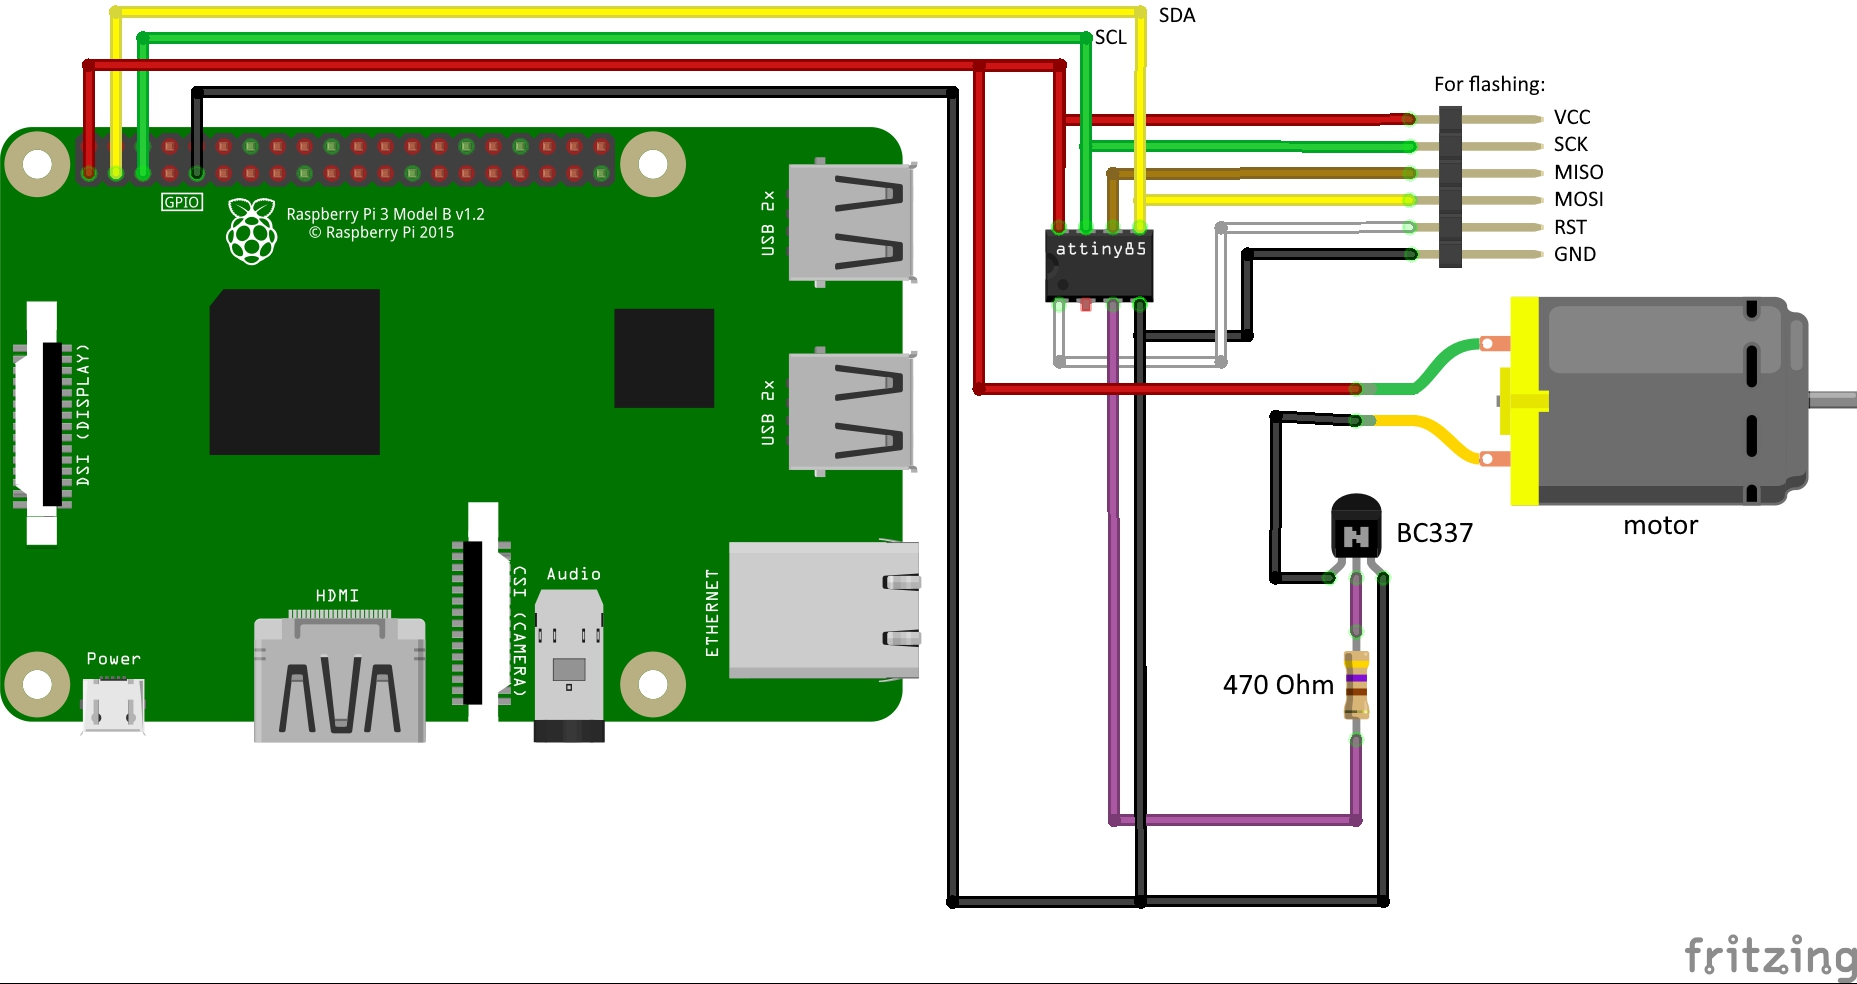 SDA
SCL
For flashing:
VCC
SCK
MISO
MOSI
RST
GND
GPIO
Raspberry Pi 3 Model B v1.2
© Raspberry Pi 2015
USB 2x
attiny85
DSI (DISPLAY)
USB 2x
motor
N
BC337
HDMI
CSI (CAMERA)
Audio
ETHERNET
Power
470 Ohm
fritzing